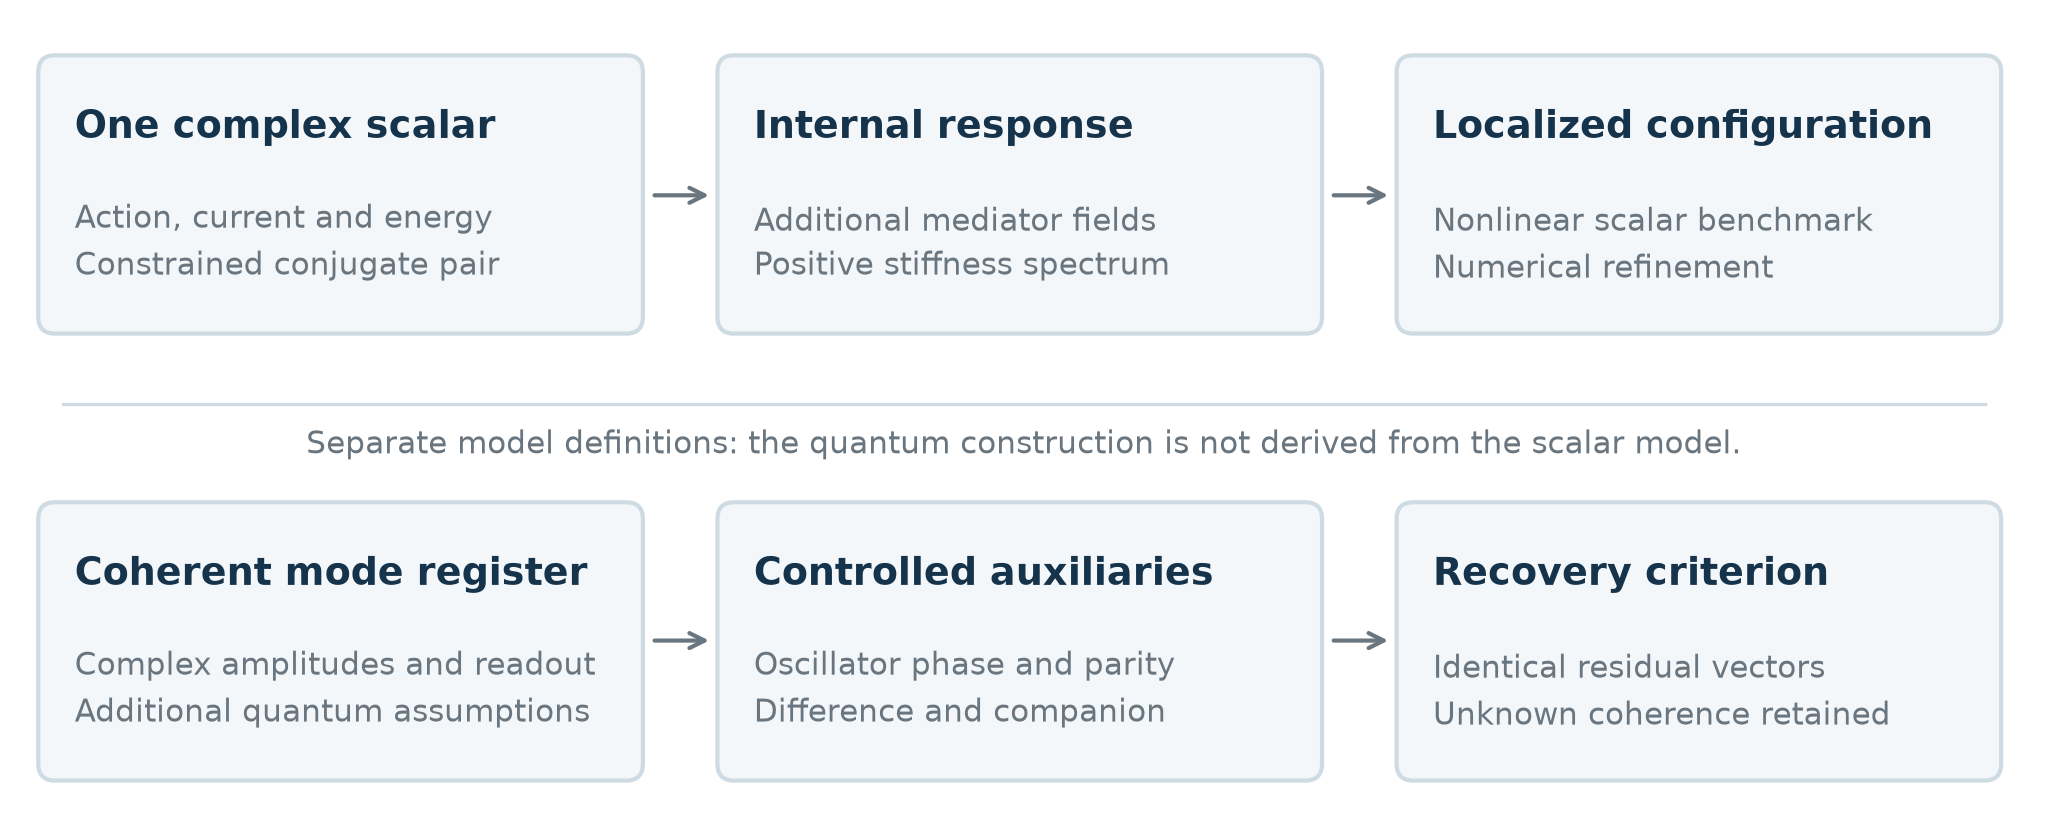 One complex scalar
Action, current and energy
Constrained conjugate pair
Internal response
Additional mediator fields
Positive stiffness spectrum
Localized configuration
Nonlinear scalar benchmark
Numerical refinement
Separate model definitions: the quantum construction is not derived from the scalar model.
Coherent mode register
Complex amplitudes and readout
Additional quantum assumptions
Controlled auxiliaries
Oscillator phase and parity
Difference and companion
Recovery criterion
Identical residual vectors
Unknown coherence retained